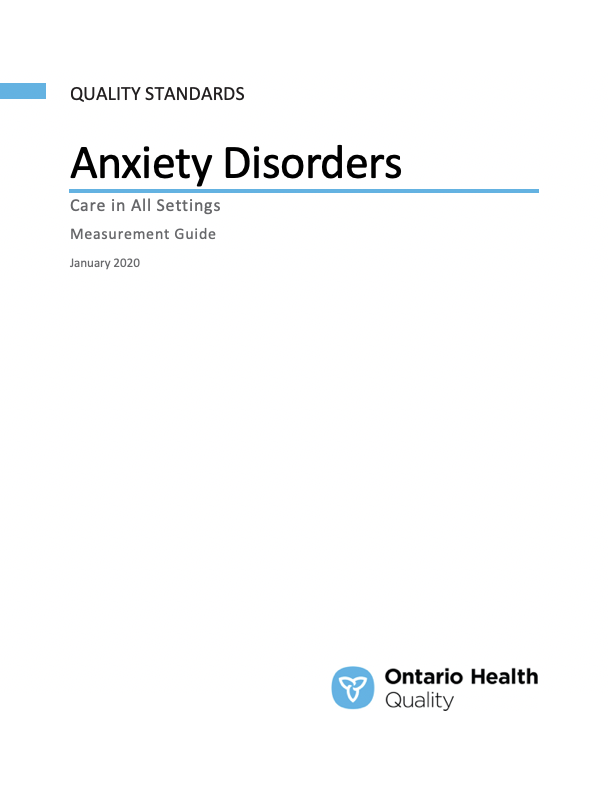 QUALITY STANDARDS
Anxiety Disorders
Care in All Settings
Measurement Guide
January 2020
Ontario Health
Quality